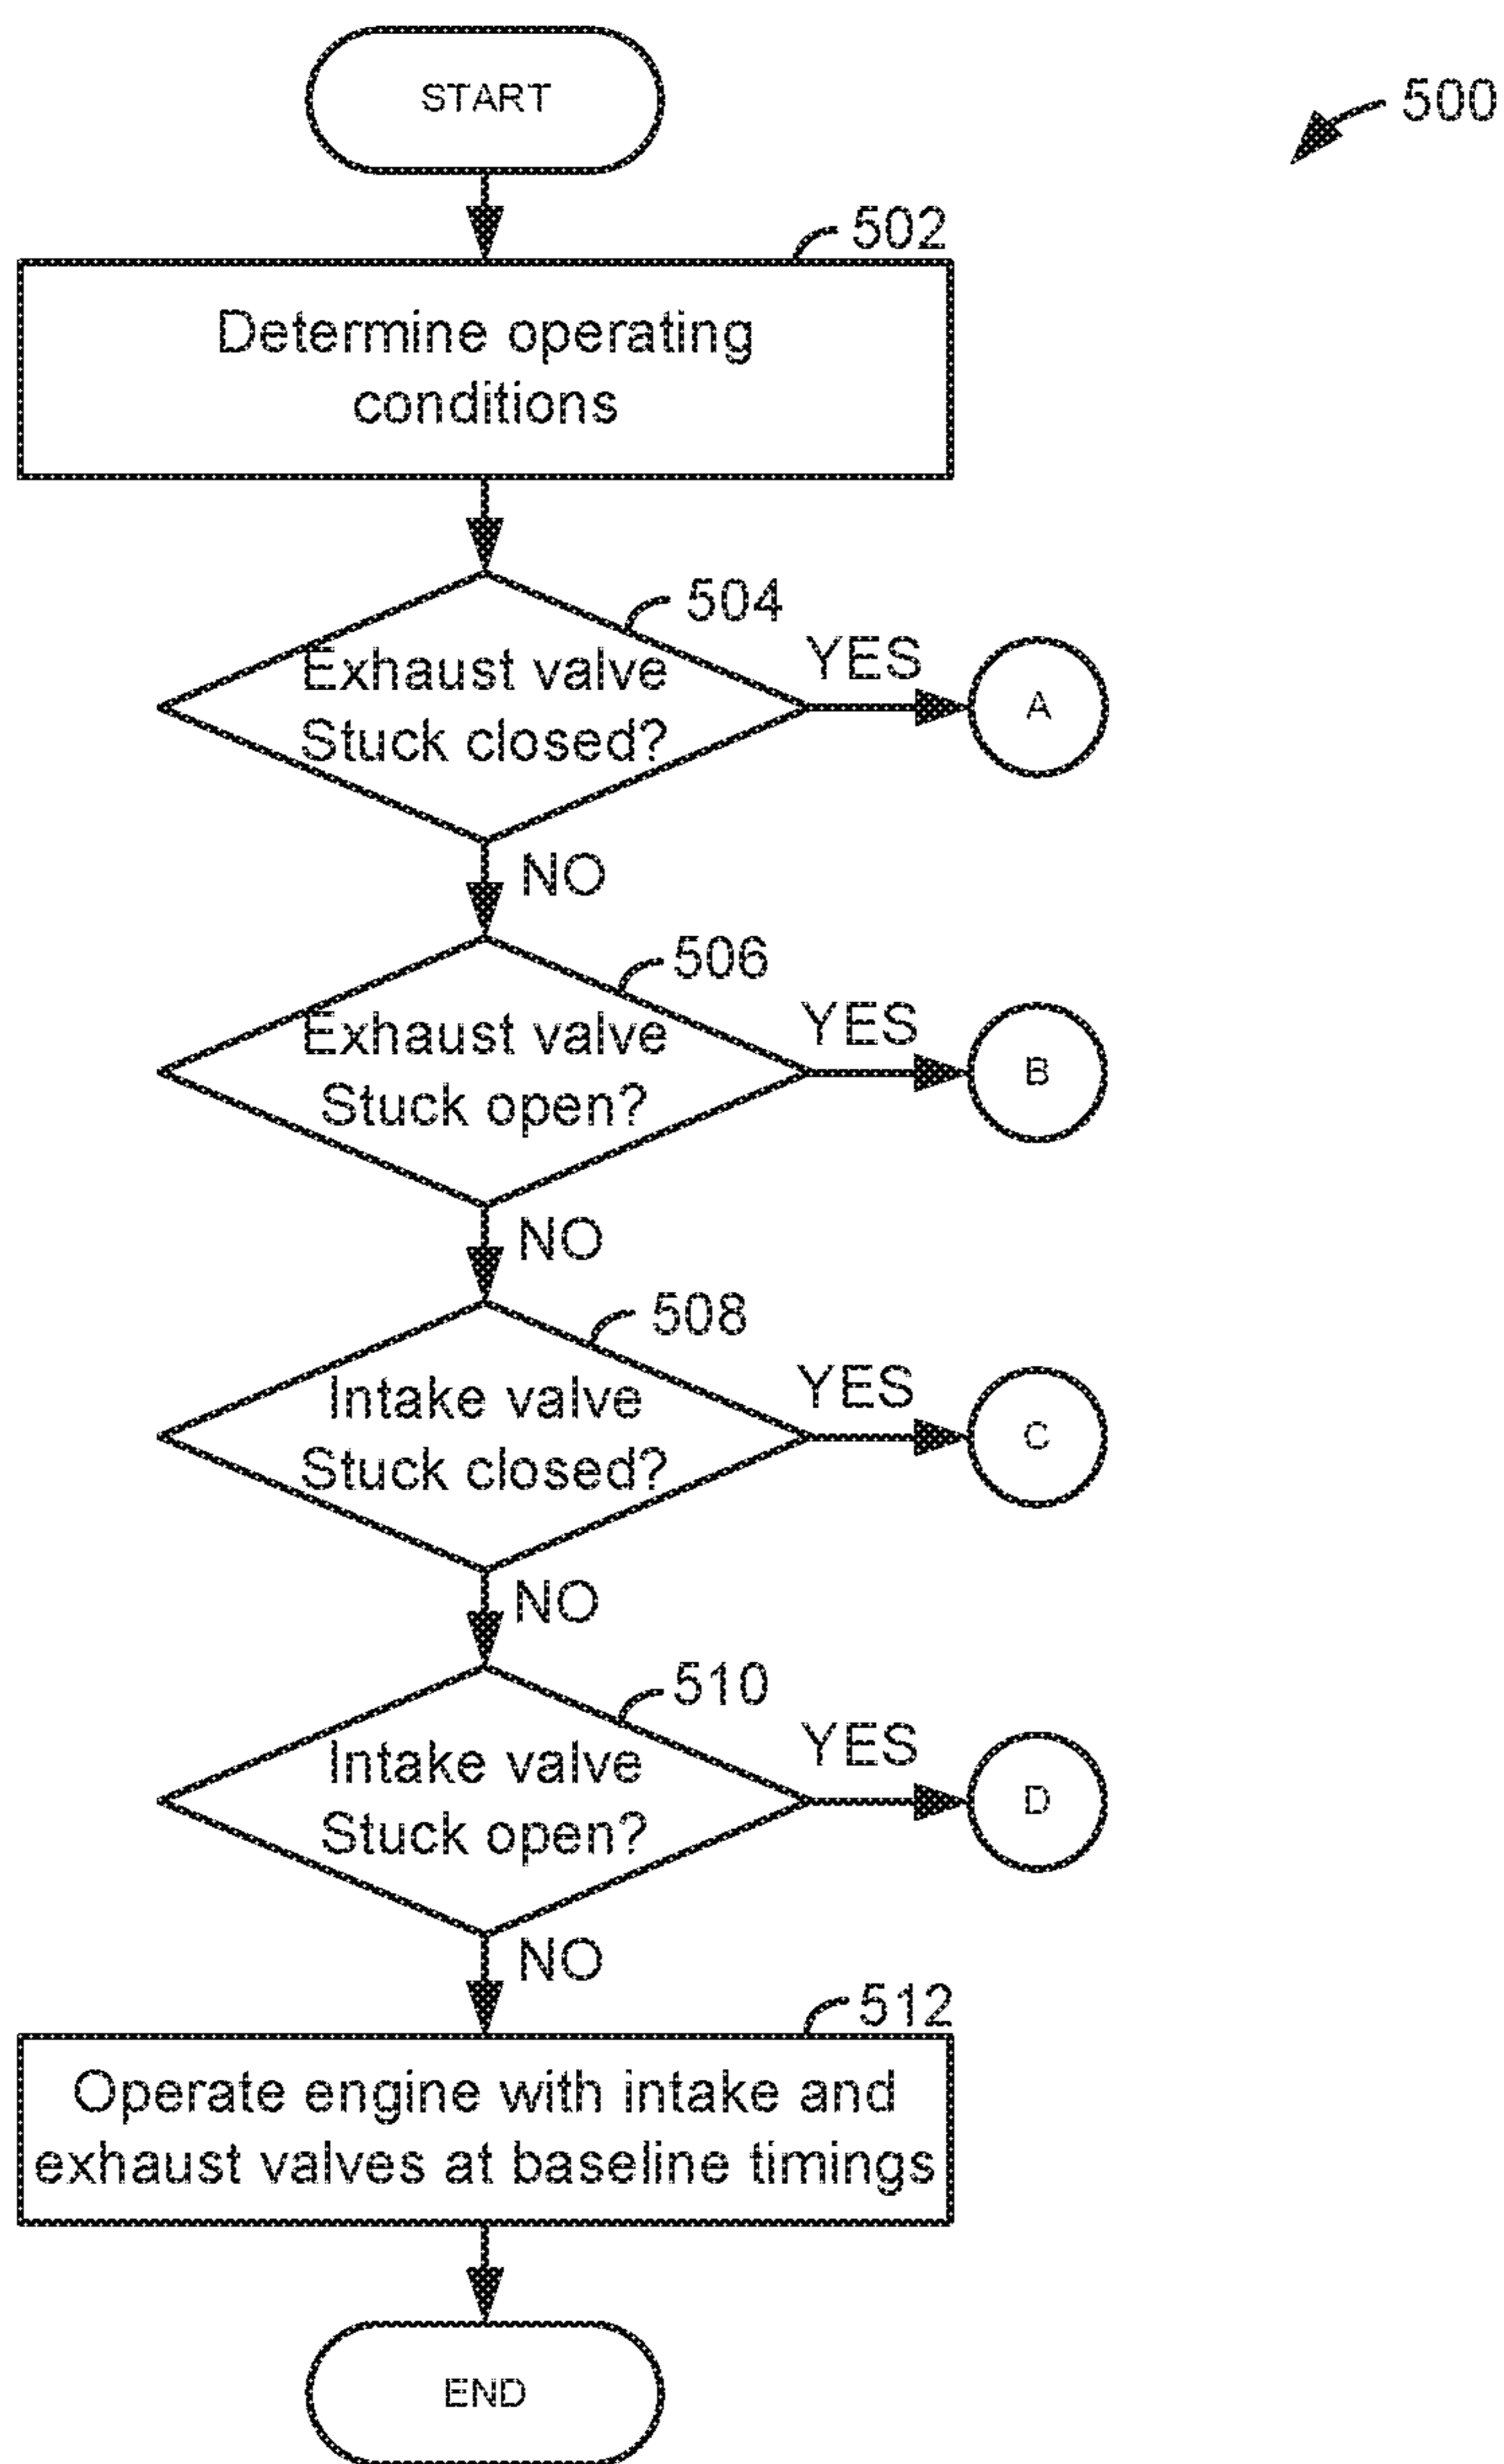 START
500
502
Determine operating
conditions
504
Exhaust valve
Stuck closed?
YES
A
NO
506
Exhaust valve
Stuck open?
YES
B
NO
508
Intake valve
Stuck closed?
YES
C
NO
510
Intake valve
Stuck open?
YES
D
NO
512
Operate engine with intake and
exhaust valves at baseline timings
END